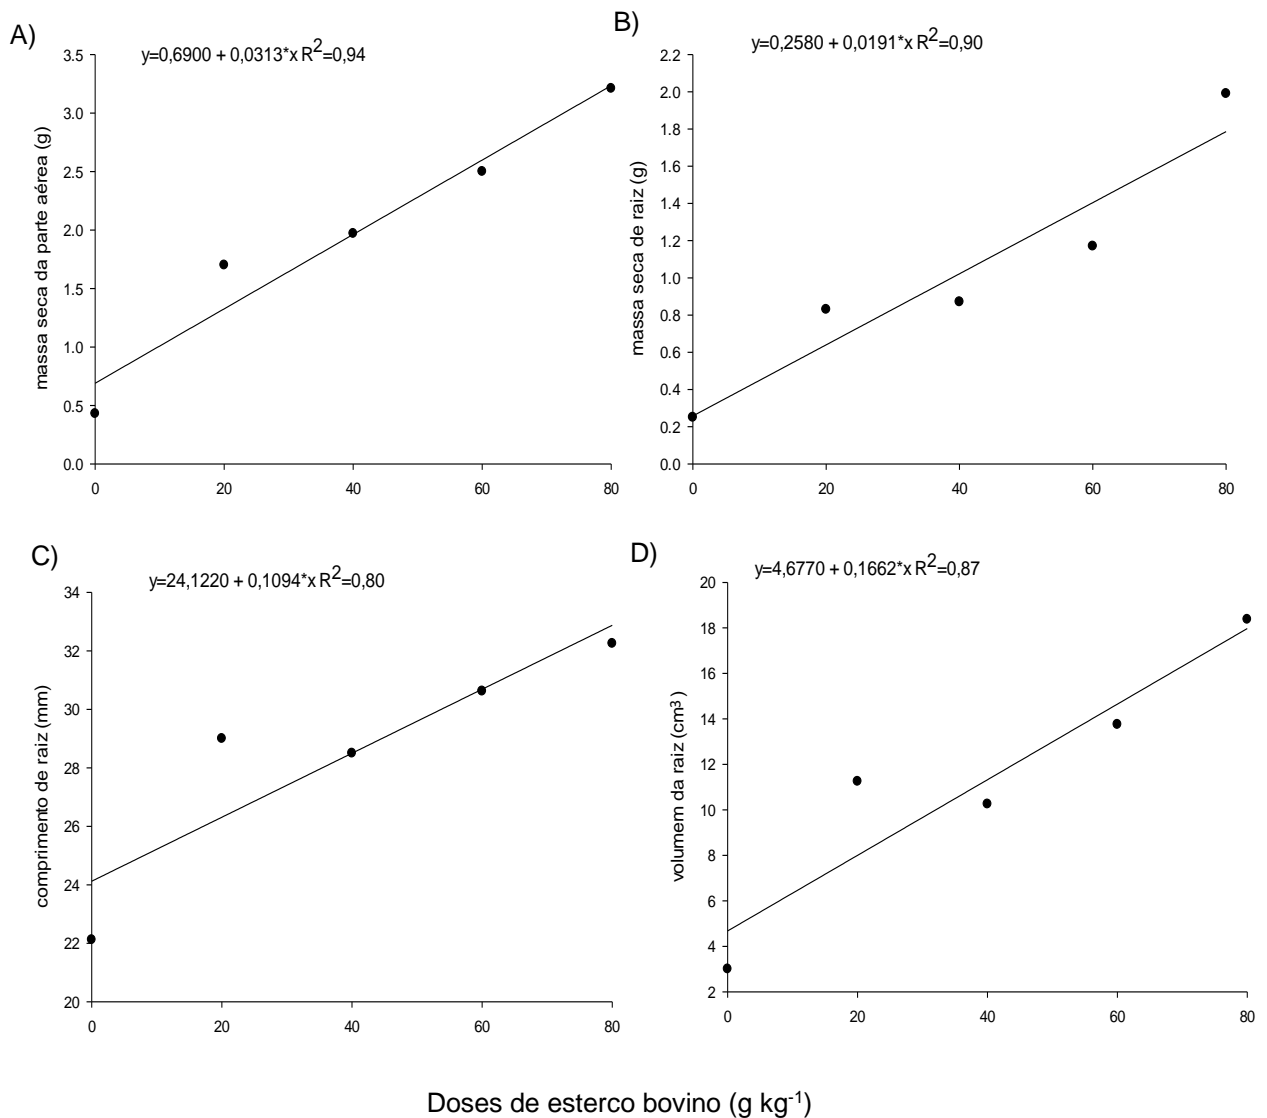 A)
y=0,6900 + 0,0313*x R²=0,94
massa seca da parte aérea (g)
3.5
3.0
2.5
2.0
1.5
1.0
0.5
0.0
0 20 40 60 80
B)
y=0,2580 + 0,0191*x R²=0,90
massa seca de raiz (g)
2.2
2.0
1.8
1.6
1.4
1.2
1.0
0.8
0.6
0.4
0.2
0.0
0 20 40 60 80
C)
y=24,1220 + 0,1094*x R²=0,80
comprimento de raiz (mm)
34
32
30
28
26
24
22
20
0 20 40 60 80
D)
y=4,6770 + 0,1662*x R²=0,87
volumem da raiz (cm³)
20
18
16
14
12
10
8
6
4
2
0 20 40 60 80
Doses de esterco bovino (g kg⁻¹)